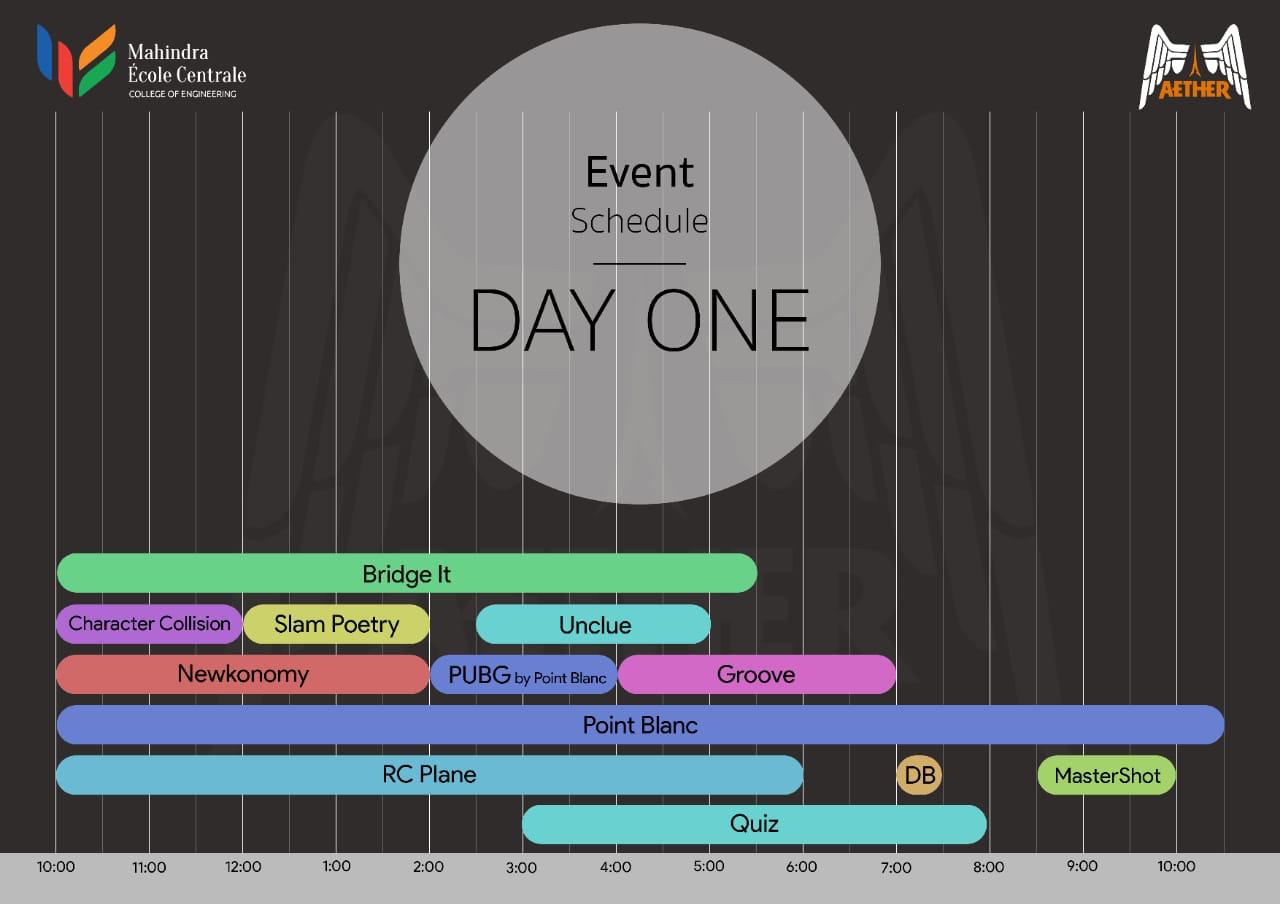 Mahindra
École Centrale
COLLEGE OF ENGINEERING
AETHER
Event
Schedule
DAY ONE
AETHER
Bridge It
Character Collision
Slam Poetry
Unclue
Newkonomy
PUBG by Point Blanc
Groove
Point Blanc
RC Plane
DB
MasterShot
Quiz
10:00 11:00 12:00 1:00 2:00 3:00 4:00 5:00 6:00 7:00 8:00 9:00 10:00